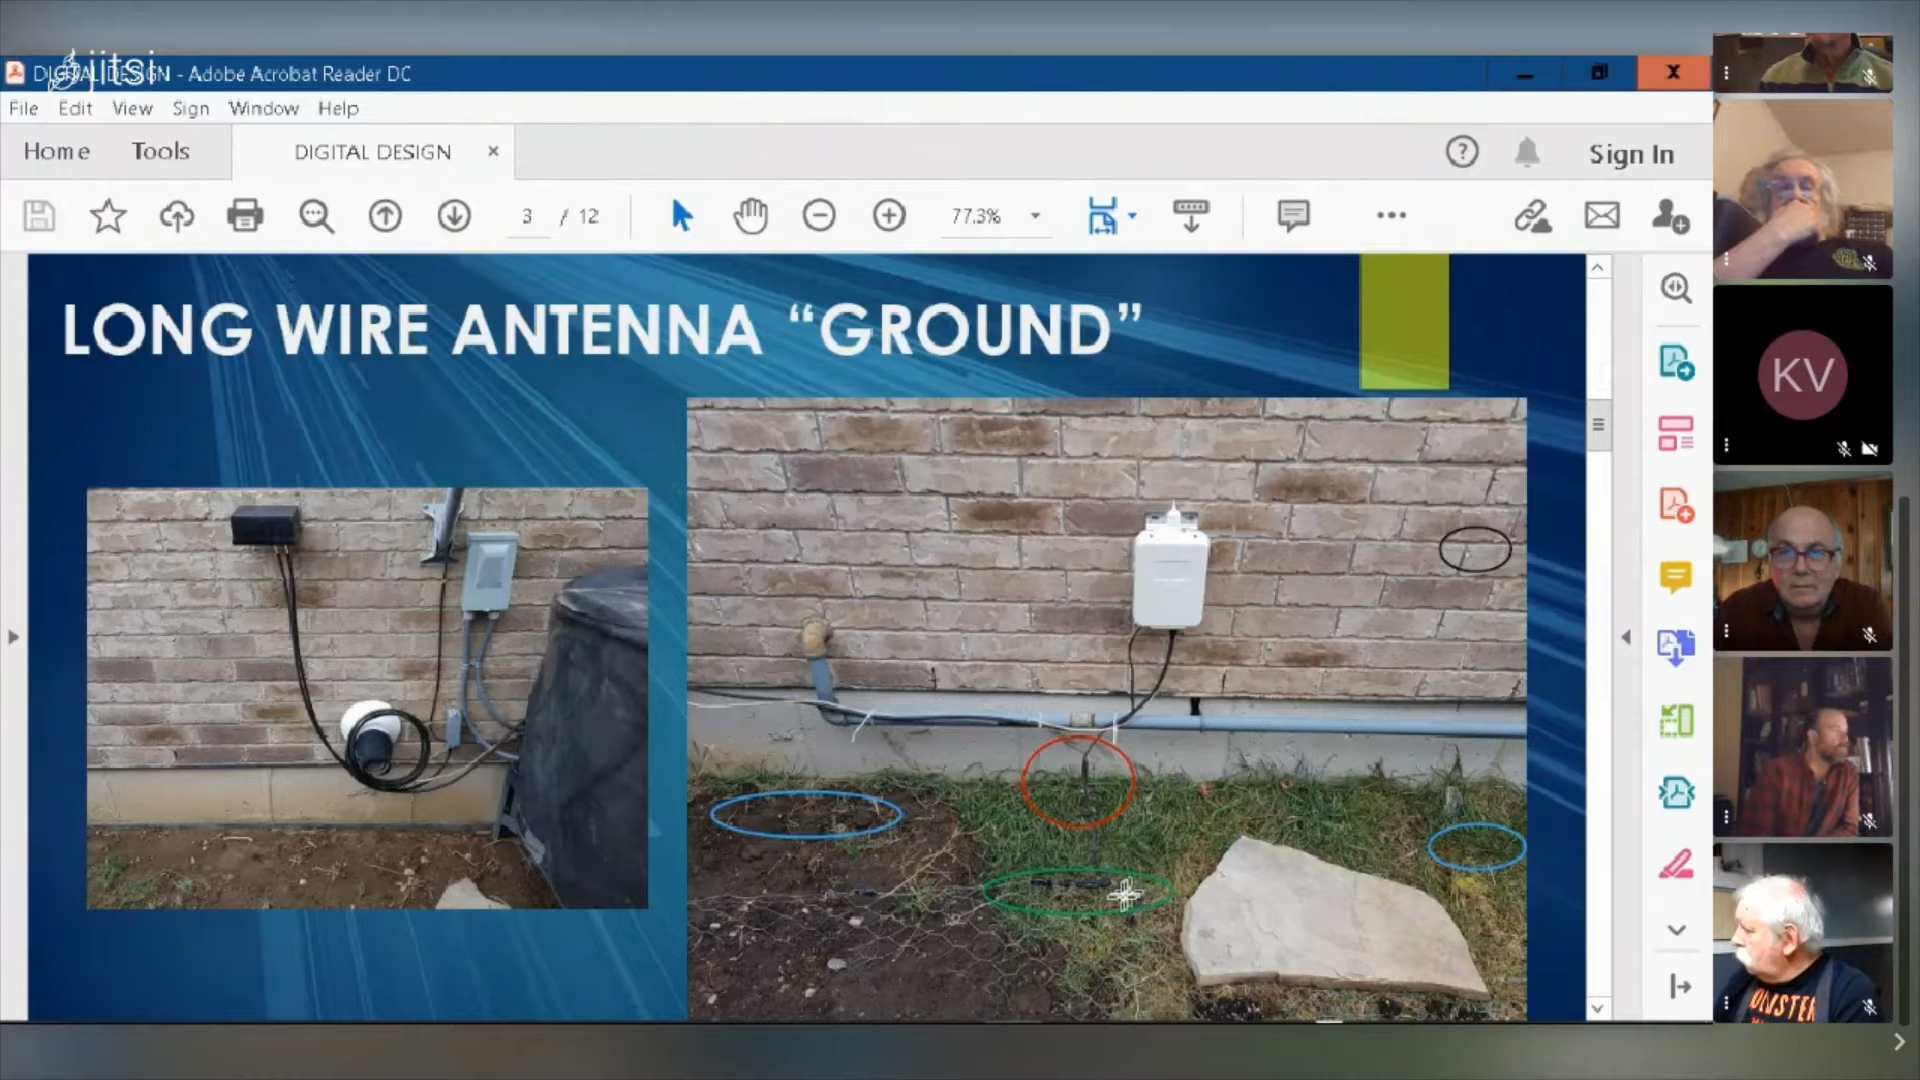 jitsi
DIGITAL DESIGN - Adobe Acrobat Reader DC
File Edit View Sign Window Help
Home Tools DIGITAL DESIGN × Sign In
3 / 12 77.3%
LONG WIRE ANTENNA “GROUND”
KV